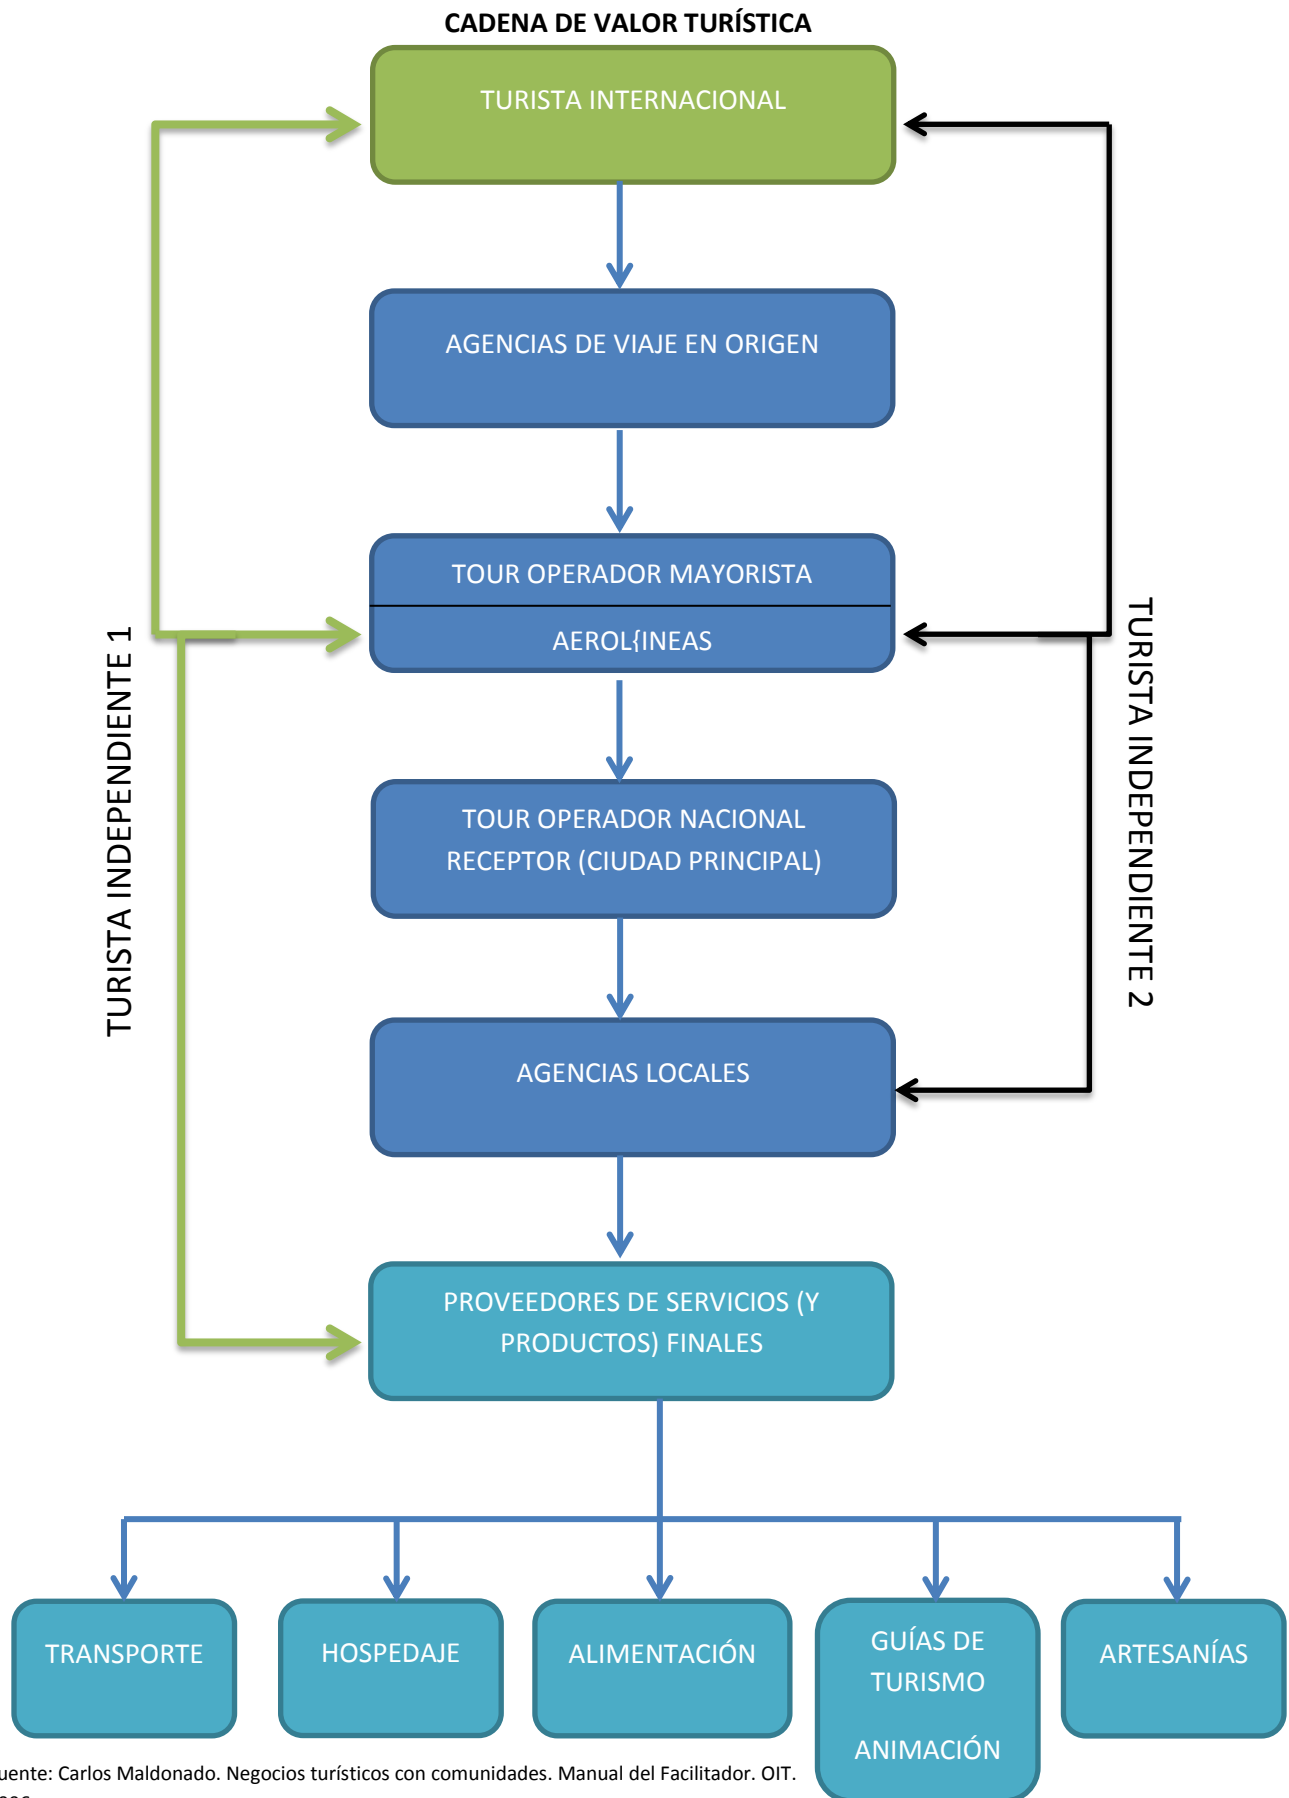 CADENA DE VALOR TURÍSTICA
TURISTA INTERNACIONAL
AGENCIAS DE VIAJE EN ORIGEN
TOUR OPERADOR MAYORISTA
AEROL{INEAS
TURISTA INDEPENDIENTE 1
TURISTA INDEPENDIENTE 2
TOUR OPERADOR NACIONAL
RECEPTOR (CIUDAD PRINCIPAL)
AGENCIAS LOCALES
PROVEEDORES DE SERVICIOS (Y
PRODUCTOS) FINALES
TRANSPORTE
HOSPEDAJE
ALIMENTACIÓN
GUÍAS DE
TURISMO
ANIMACIÓN
ARTESANÍAS
uente: Carlos Maldonado. Negocios turísticos con comunidades. Manual del Facilitador. OIT.